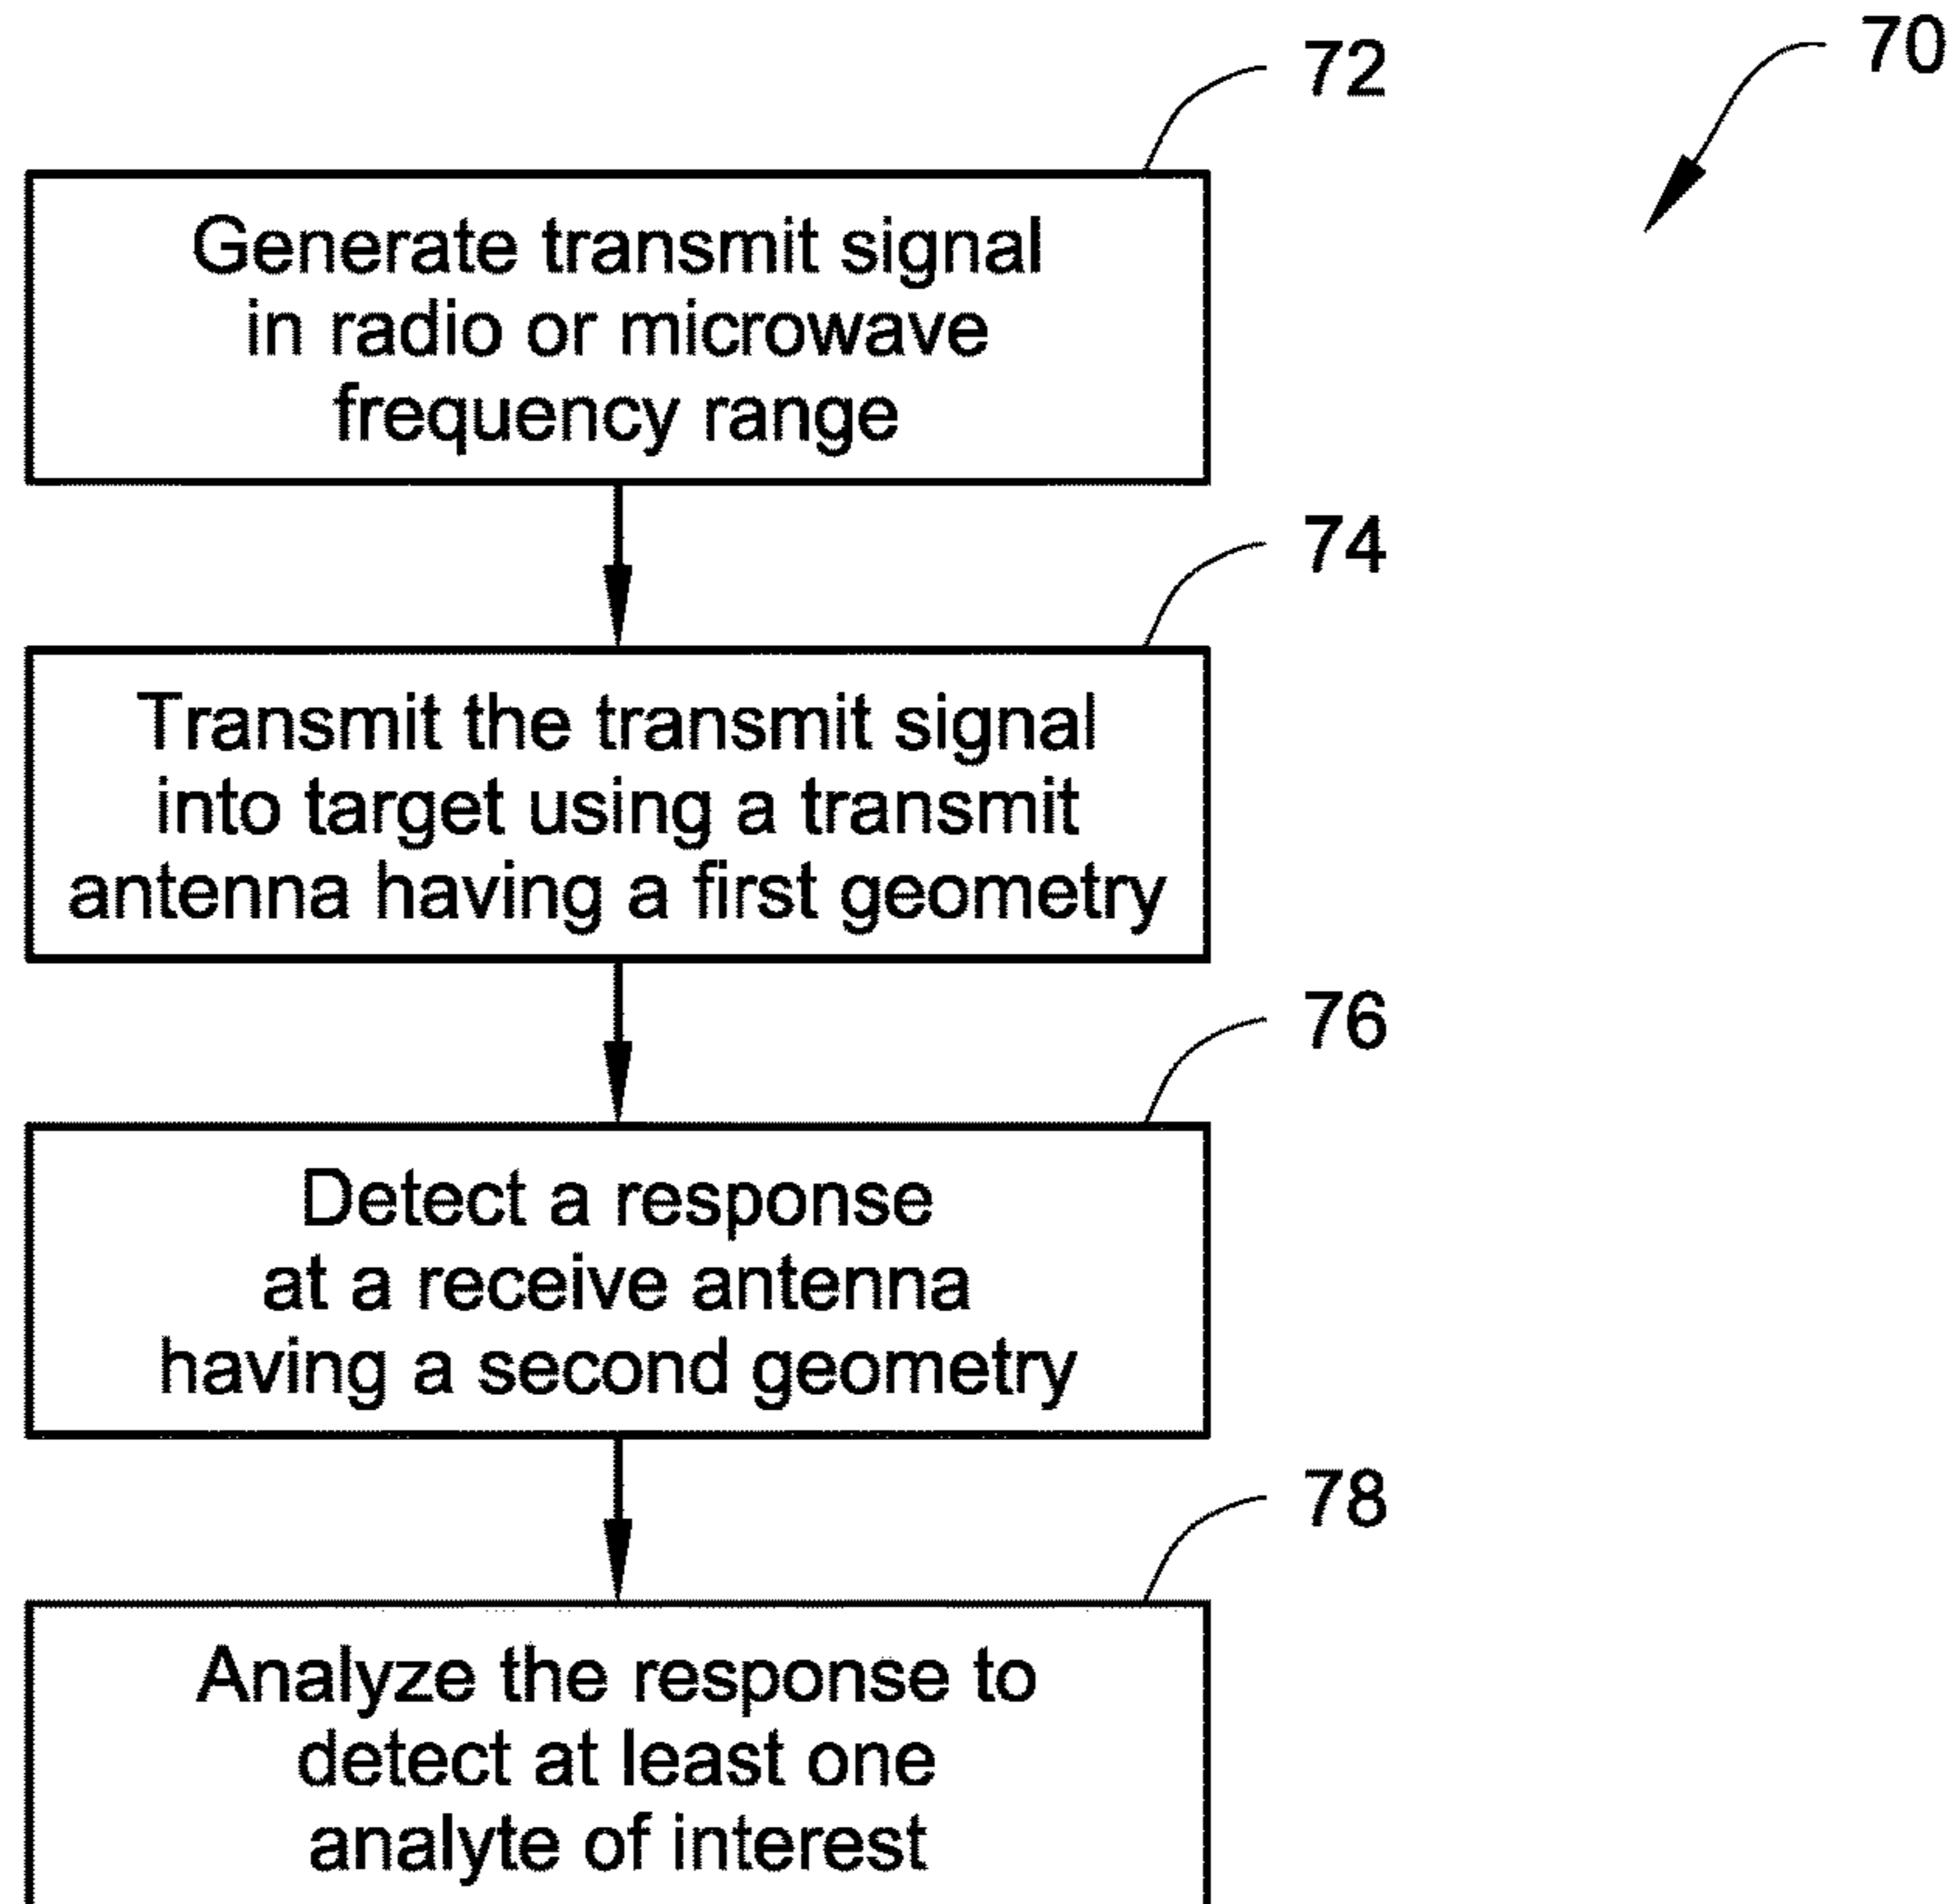 70
72
Generate transmit signal
in radio or microwave
frequency range
74
Transmit the transmit signal
into target using a transmit
antenna having a first geometry
76
Detect a response
at a receive antenna
having a second geometry
78
Analyze the response to
detect at least one
analyte of interest